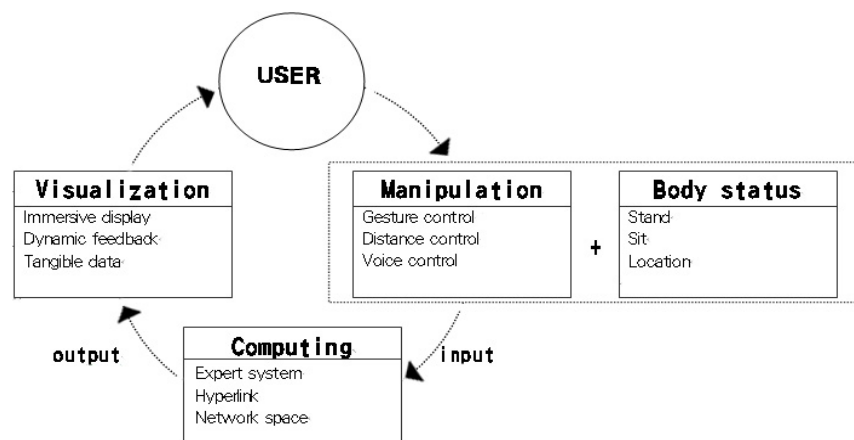 USER
Visualization
Immersive display
Dynamic feedback
Tangible data
Manipulation
Gesture control
Distance control
Voice control
+
Body status
Stand
Sit
Location
output
Computing
Expert system
Hyperlink
Network space
input